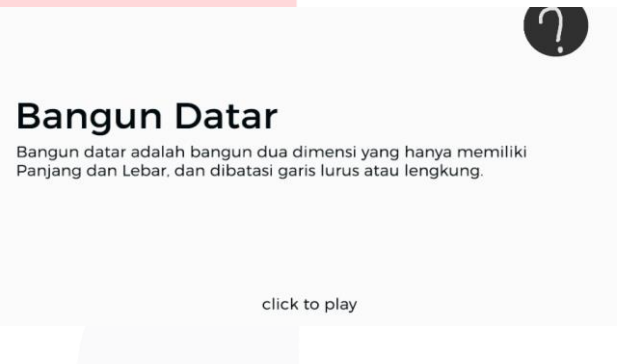 ?
Bangun Datar
Bangun datar adalah bangun dua dimensi yang hanya memiliki
Panjang dan Lebar, dan dibatasi garis lurus atau lengkung.
click to play